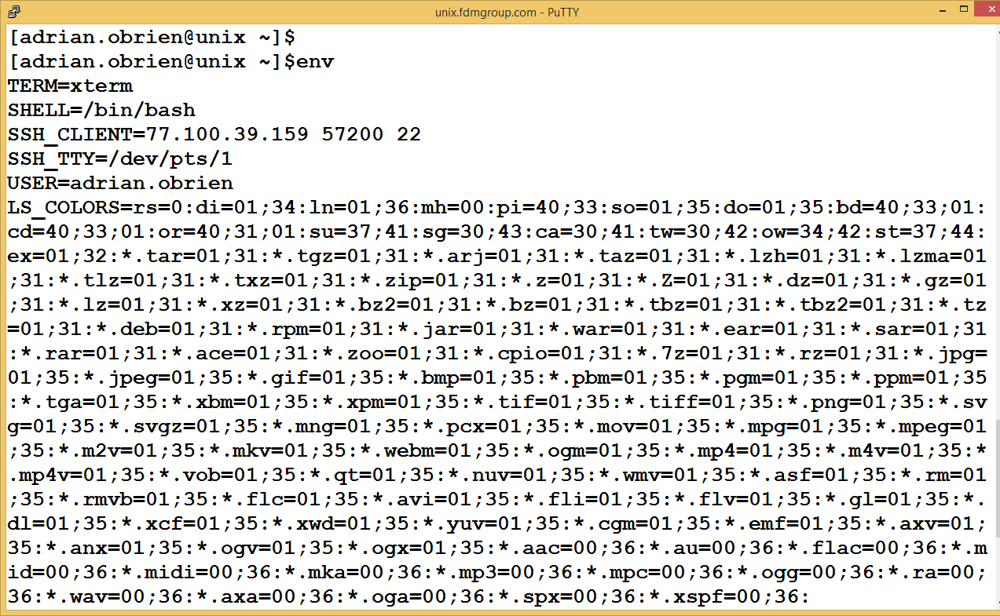 unix.fdmgroup.com - PuTTY
[adrian.obrien@unix ~]$
[adrian.obrien@unix ~]$env
TERM=xterm
SHELL=/bin/bash
SSH_CLIENT=77.100.39.159 57200 22
SSH_TTY=/dev/pts/1
USER=adrian.obrien
LS_COLORS=rs=0:di=01;34:ln=01;36:mh=00:pi=40;33:so=01;35:do=01;35:bd=40;33;01:
cd=40;33;01:or=40;31;01:su=37;41:sg=30;43:ca=30;41:tw=30;42:ow=34;42:st=37;44:
ex=01;32:*.tar=01;31:*.tgz=01;31:*.arj=01;31:*.taz=01;31:*.lzh=01;31:*.lzma=01
;31:*.tlz=01;31:*.txz=01;31:*.zip=01;31:*.z=01;31:*.Z=01;31:*.dz=01;31:*.gz=01
;31:*.lz=01;31:*.xz=01;31:*.bz2=01;31:*.bz=01;31:*.tbz=01;31:*.tbz2=01;31:*.tz
=01;31:*.deb=01;31:*.rpm=01;31:*.jar=01;31:*.war=01;31:*.ear=01;31:*.sar=01;31
:*.rar=01;31:*.ace=01;31:*.zoo=01;31:*.cpio=01;31:*.7z=01;31:*.rz=01;31:*.jpg=
01;35:*.jpeg=01;35:*.gif=01;35:*.bmp=01;35:*.pbm=01;35:*.pgm=01;35:*.ppm=01;35
:*.tga=01;35:*.xbm=01;35:*.xpm=01;35:*.tif=01;35:*.tiff=01;35:*.png=01;35:*.sv
g=01;35:*.svgz=01;35:*.mng=01;35:*.pcx=01;35:*.mov=01;35:*.mpg=01;35:*.mpeg=01
;35:*.m2v=01;35:*.mkv=01;35:*.webm=01;35:*.ogm=01;35:*.mp4=01;35:*.m4v=01;35:*
.mp4v=01;35:*.vob=01;35:*.qt=01;35:*.nuv=01;35:*.wmv=01;35:*.asf=01;35:*.rm=01
;35:*.rmvb=01;35:*.flc=01;35:*.avi=01;35:*.fli=01;35:*.flv=01;35:*.gl=01;35:*.
dl=01;35:*.xcf=01;35:*.xwd=01;35:*.yuv=01;35:*.cgm=01;35:*.emf=01;35:*.axv=01;
35:*.anx=01;35:*.ogv=01;35:*.ogx=01;35:*.aac=00;36:*.au=00;36:*.flac=00;36:*.m
id=00;36:*.midi=00;36:*.mka=00;36:*.mp3=00;36:*.mpc=00;36:*.ogg=00;36:*.ra=00;
36:*.wav=00;36:*.axa=00;36:*.oga=00;36:*.spx=00;36:*.xspf=00;36: